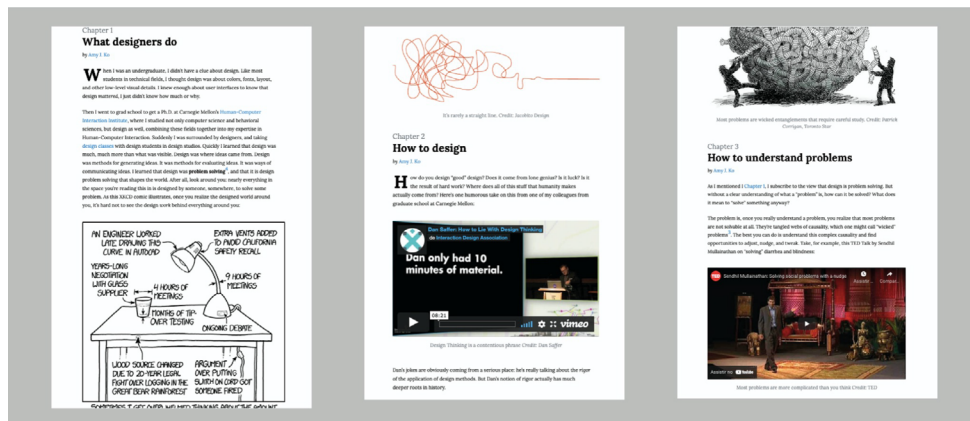 Chapter 1
What designers do
by Amy J. Ko
When I was an undergraduate, I didn't have a clue about design. Like most
students in technical fields, I thought design was about colors, fonts, layout,
and other low-level visual details. I knew enough about user interfaces to know that
design mattered, I just didn't know how much or why.
Then I went to grad school to get a Ph.D. at Carnegie Mellon's Human-Computer
Interaction Institute, where I studied not only computer science and behavioral
sciences, but design as well, combining these fields together into my expertise in
Human-Computer Interaction. Suddenly I was surrounded by designers, and taking
design classes with design students in design studios. Quickly I learned that design was
much, much more than what was visible. Design was where ideas came from. Design
was methods for generating ideas. It was methods for evaluating ideas. It was ways of
communicating ideas. I learned that design was problem solving, and that it is design
problem solving that shapes the world. After all, look around you: nearly everything in
the space you're reading this in is designed by someone, somewhere, to solve some
problem. As this XKCD comic illustrates, once you realize the designed world around
you, it's hard not to see the design work behind everything around you:
AN ENGINEER WORKED
LATE DRAWING THIS
CURVE IN AUTOCAD
EXTRA VENTS ADDED
TO AVOID CALIFORNIA
SAFETY RECALL
YEARS-LONG
NEGOTIATION
WITH GLASS
SUPPLIER
4 HOURS OF
MEETINGS
9 HOURS OF
MEETINGS
MONTHS OF TIP-
OVER TESTING
ONGOING DEBATE
WOOD SOURCE CHANGED
DUE TO 20-YEAR LEGAL
FIGHT OVER LOGGING IN THE
GREAT BEAR RAINFOREST
ARGUMENT
OVER PUTTING
SWITCH ON CORD GOT
SOMEONE FIRED
SOMETIMES I GET OVERWHELMED THINKING ABOUT THE AMOUNT
It's rarely a straight line. Credit: Jacobito Design
Chapter 2
How to design
by Amy J. Ko
How do you design "good" design? Does it come from lone genius? Is it luck? Is it
the result of hard work? Where does all of this stuff that humanity makes
actually come from? Here's one humorous take on this from one of my colleagues from
graduate school at Carnegie Mellon:
Dan Saffer: How to Lie With Design Thinking
de Interaction Design Association
Dan only had 10
minutes of material.
08:21
vimeo
Design Thinking is a contentious phrase Credit: Dan Saffer
Dan's jokes are obviously coming from a serious place: he's really talking about the rigor
of the application of design methods. But Dan's notion of rigor actually has much
deeper roots in history.
Most problems are wicked entanglements that require careful study. Credit: Patrick
Corrigan, Toronto Star
Chapter 3
How to understand problems
by Amy J. Ko
As I mentioned in Chapter 1, I subscribe to the view that design is problem solving. But
without a clear understanding of what a "problem" is, how can it be solved? What does
it mean to "solve" something anyway?
The problem is, once you really understand a problem, you realize that most problems
are not solvable at all. They're tangled webs of causality, which one might call "wicked"
problems. The best you can do is understand this complex causality and find
opportunities to adjust, nudge, and tweak. Take, for example, this TED Talk by Sendhil
Mullanathan on "solving" diarrhea and blindness:
TED
Sendhil Mullainathan: Solving social problems with a nudge
Assistir no
YouTube
Most problems are more complicated than you think Credit: TED